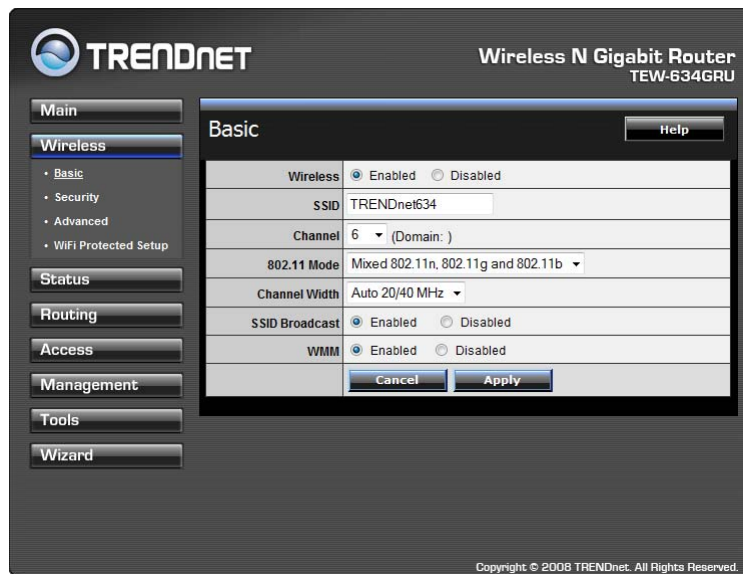 TRENDNET
Wireless N Gigabit Router
TEW-634GRU
Main
Wireless
• Basic
• Security
• Advanced
• WiFi Protected Setup
Status
Routing
Access
Management
Tools
Wizard
Basic
Help
Wireless Enabled Disabled
SSID TRENDnet634
Channel 6 (Domain: )
802.11 Mode Mixed 802.11n, 802.11g and 802.11b
Channel Width Auto 20/40 MHz
SSID Broadcast Enabled Disabled
WMM Enabled Disabled
Cancel Apply
Copyright © 2008 TRENDnet. All Rights Reserved.